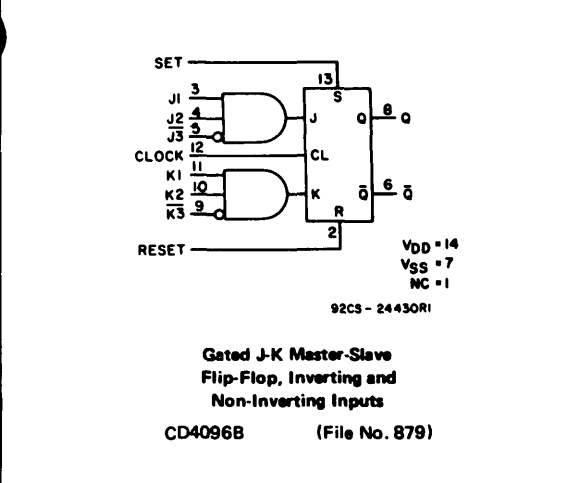 SET
13
S
J1 3
J2 4
J3 5
J
Q 8 Q
CLOCK 12
CL
K1 11
K2 10
K3 9
K
Q̅ 6 Q̅
R
2
RESET
VDD = 14
VSS = 7
NC = 1
92CS - 24430R1
Gated J-K Master-Slave
Flip-Flop, Inverting and
Non-Inverting Inputs
CD4096B (File No. 879)